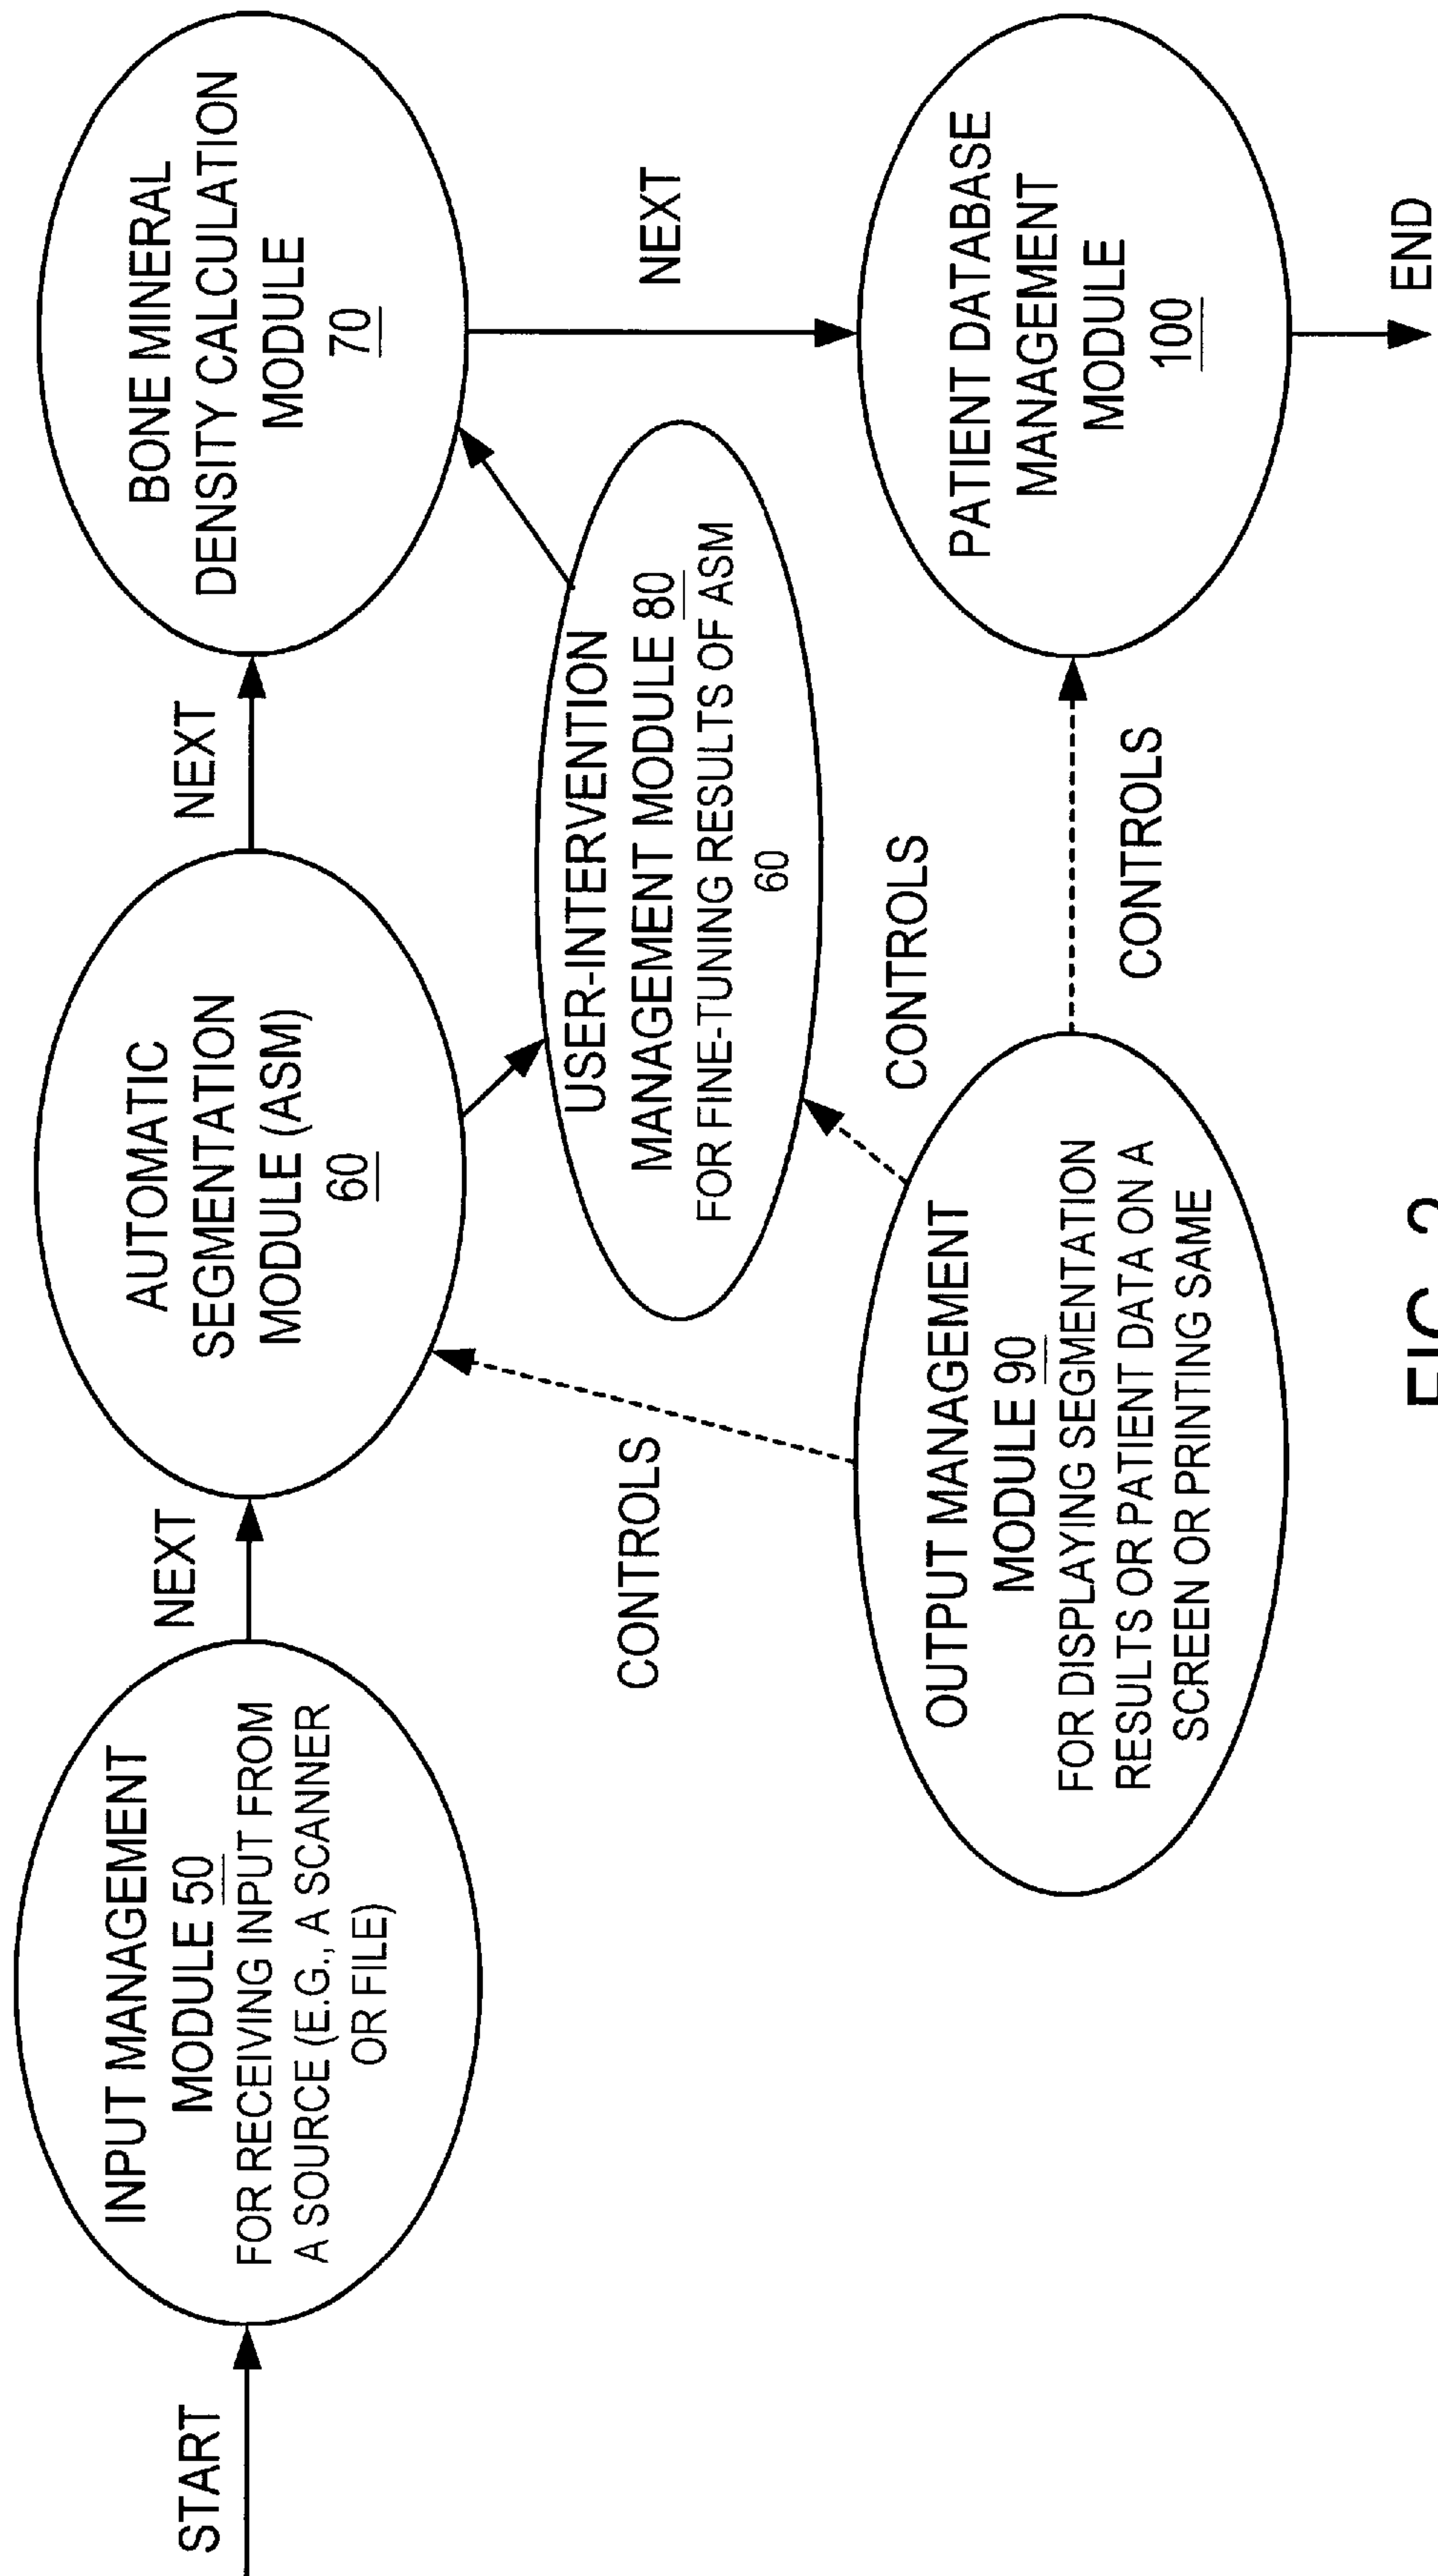 START
INPUT MANAGEMENT
MODULE 50
FOR RECEIVING INPUT FROM
A SOURCE (E.G., A SCANNER
OR FILE)
NEXT
AUTOMATIC
SEGMENTATION
MODULE (ASM)
60
NEXT
BONE MINERAL
DENSITY CALCULATION
MODULE
70
USER-INTERVENTION
MANAGEMENT MODULE 80
FOR FINE-TUNING RESULTS OF ASM
60
NEXT
CONTROLS
CONTROLS
OUTPUT MANAGEMENT
MODULE 90
FOR DISPLAYING SEGMENTATION
RESULTS OR PATIENT DATA ON A
SCREEN OR PRINTING SAME
CONTROLS
PATIENT DATABASE
MANAGEMENT
MODULE
100
END